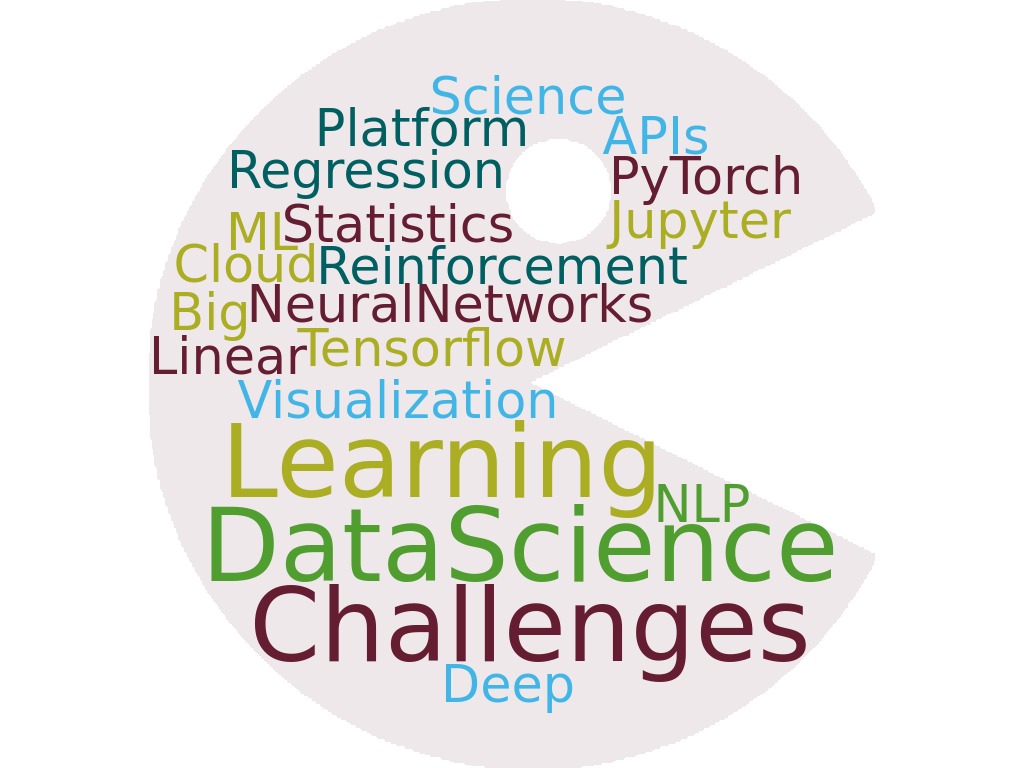 Science
Platform
APIs
Regression
PyTorch
ML
Statistics
Jupyter
Cloud
Reinforcement
Big
NeuralNetworks
Linear
Tensorflow
Visualization
Learning
NLP
DataScience
Challenges
Deep